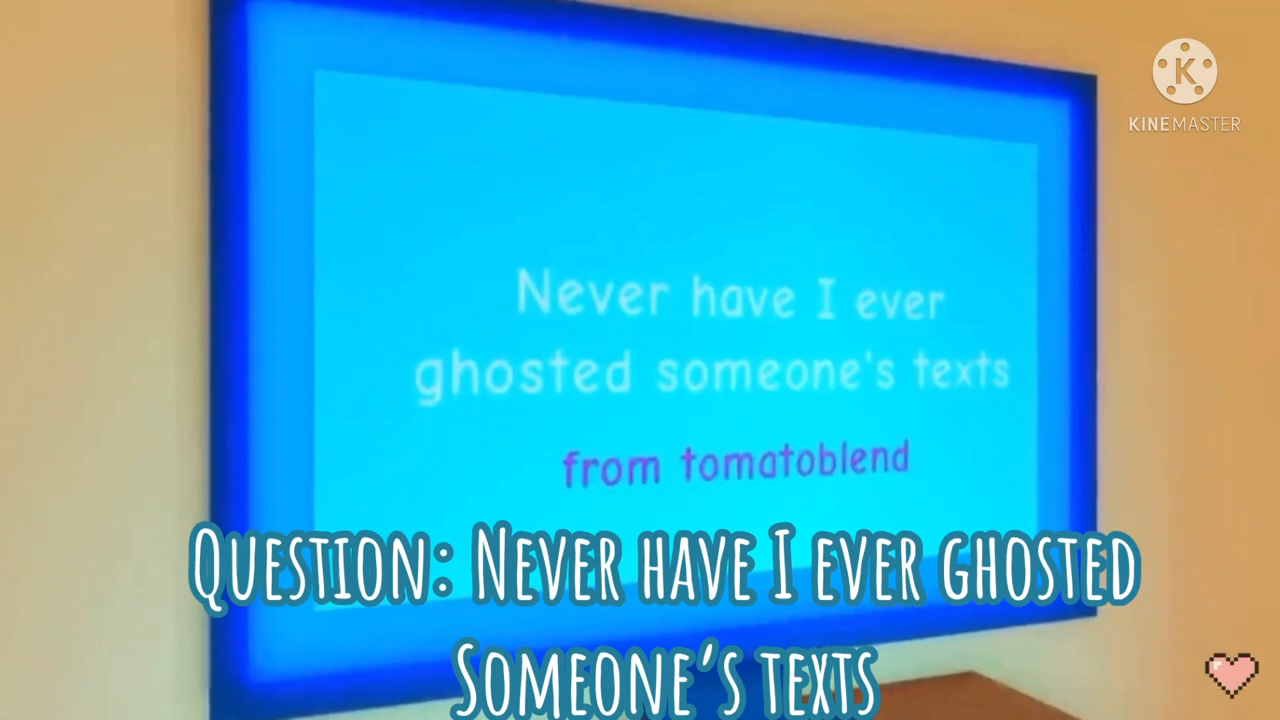 K
KINEMASTER
Never have I ever
ghosted someone's texts
from tomatoblend
Question: Never have I ever ghosted
Someone's texts